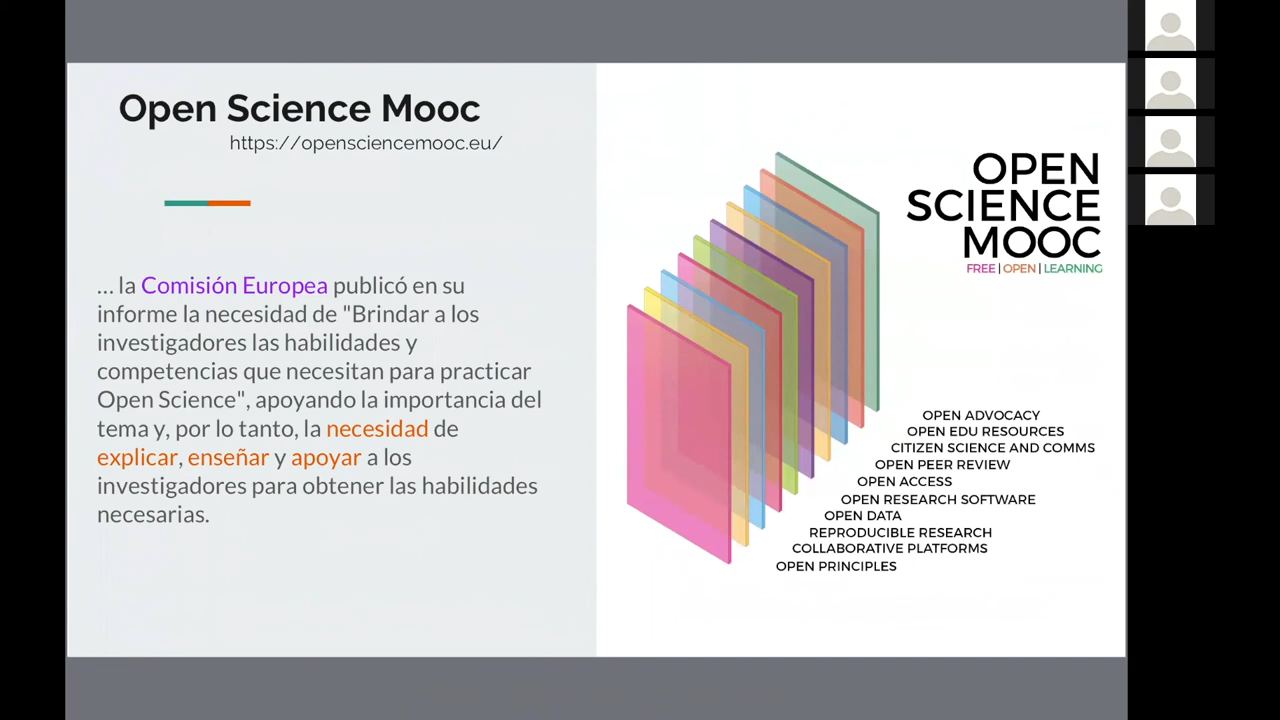 Open Science Mooc
https://opensciencemooc.eu/
... la Comisión Europea publicó en su
informe la necesidad de "Brindar a los
investigadores las habilidades y
competencias que necesitan para practicar
Open Science", apoyando la importancia del
tema y, por lo tanto, la necesidad de
explicar, enseñar y apoyar a los
investigadores para obtener las habilidades
necesarias.
OPEN
SCIENCE
MOOC
FREE | OPEN | LEARNING
OPEN ADVOCACY
OPEN EDU RESOURCES
CITIZEN SCIENCE AND COMMS
OPEN PEER REVIEW
OPEN ACCESS
OPEN RESEARCH SOFTWARE
OPEN DATA
REPRODUCIBLE RESEARCH
COLLABORATIVE PLATFORMS
OPEN PRINCIPLES